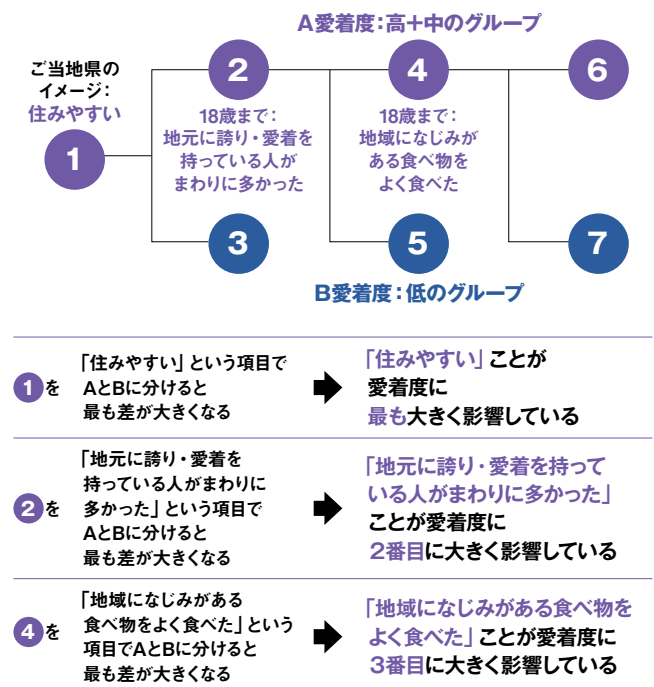 A愛着度：高＋中のグループ
ご当地県の
イメージ：
住みやすい
1
2
18歳まで：
地元に誇り・愛着を
持っている人が
まわりに多かった
4
18歳まで：
地域になじみが
ある食べ物を
よく食べた
6
3
5
7
B愛着度：低のグループ
1を
「住みやすい」という項目で
AとBに分けると
最も差が大きくなる
「住みやすい」ことが
愛着度に
最も大きく影響している
2を
「地元に誇り・愛着を
持っている人がまわりに
多かった」という項目で
AとBに分けると
最も差が大きくなる
「地元に誇り・愛着を持って
いる人がまわりに多かった」
ことが愛着度に
2番目に大きく影響している
4を
「地域になじみがある
食べ物をよく食べた」という
項目でAとBに分けると
最も差が大きくなる
「地域になじみがある食べ物を
よく食べた」ことが愛着度に
3番目に大きく影響している